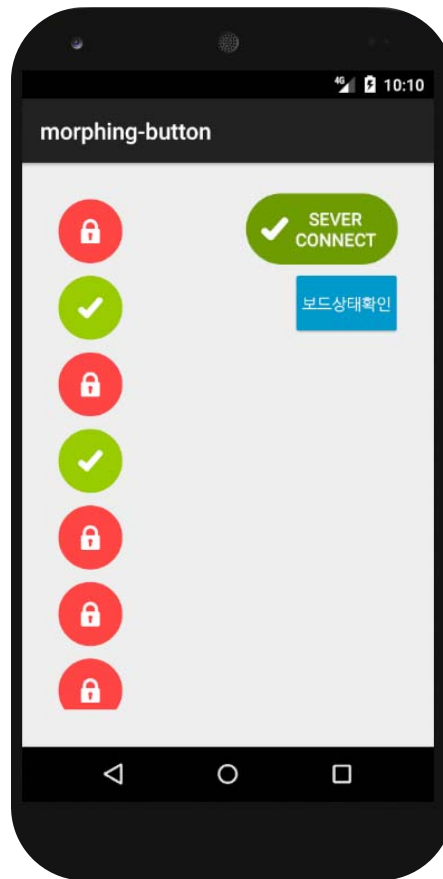 4G 10:10
morphing-button
SEVER
CONNECT
보드상태확인